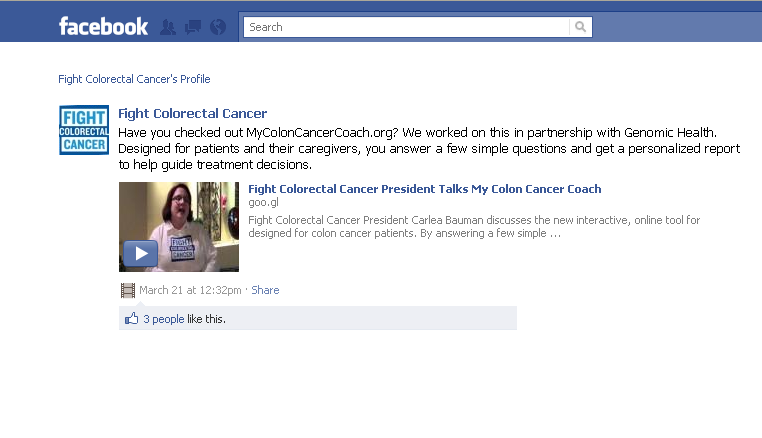 facebook
Search
Fight Colorectal Cancer's Profile
FIGHT
COLORECTAL
CANCER
Fight Colorectal Cancer
Have you checked out MyColonCancerCoach.org? We worked on this in partnership with Genomic Health.
Designed for patients and their caregivers, you answer a few simple questions and get a personalized report
to help guide treatment decisions.
FIGHT
COLORECTAL
CANCER
Fight Colorectal Cancer President Talks My Colon Cancer Coach
goo.gl
Fight Colorectal Cancer President Carlea Bauman discusses the new interactive, online tool for
designed for colon cancer patients. By answering a few simple ...
March 21 at 12:32pm · Share
3 people like this.